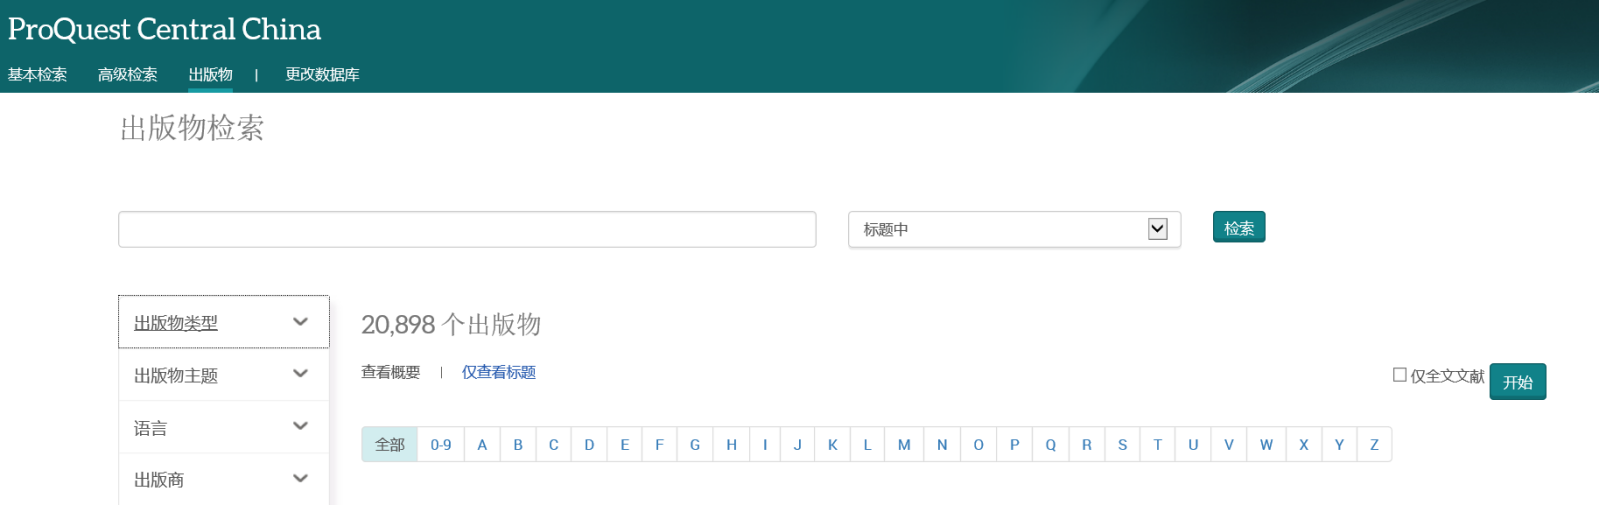 ProQuest Central China
基本检索 高级检索 出版物 | 更改数据库
出版物检索
标题中 检索
出版物类型
20,898 个出版物
查看概要 | 仅查看标题
仅全文文献 开始
出版物主题
语言
全部 0-9 A B C D E F G H I J K L M N O P Q R S T U V W X Y Z
出版商